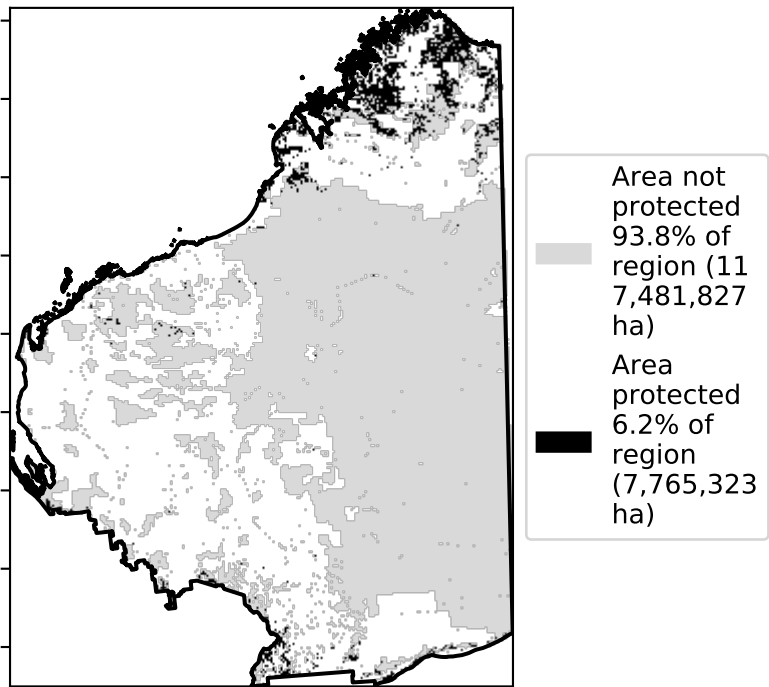 Area not
protected
93.8% of
region (11
7,481,827
ha)
Area
protected
6.2% of
region
(7,765,323
ha)